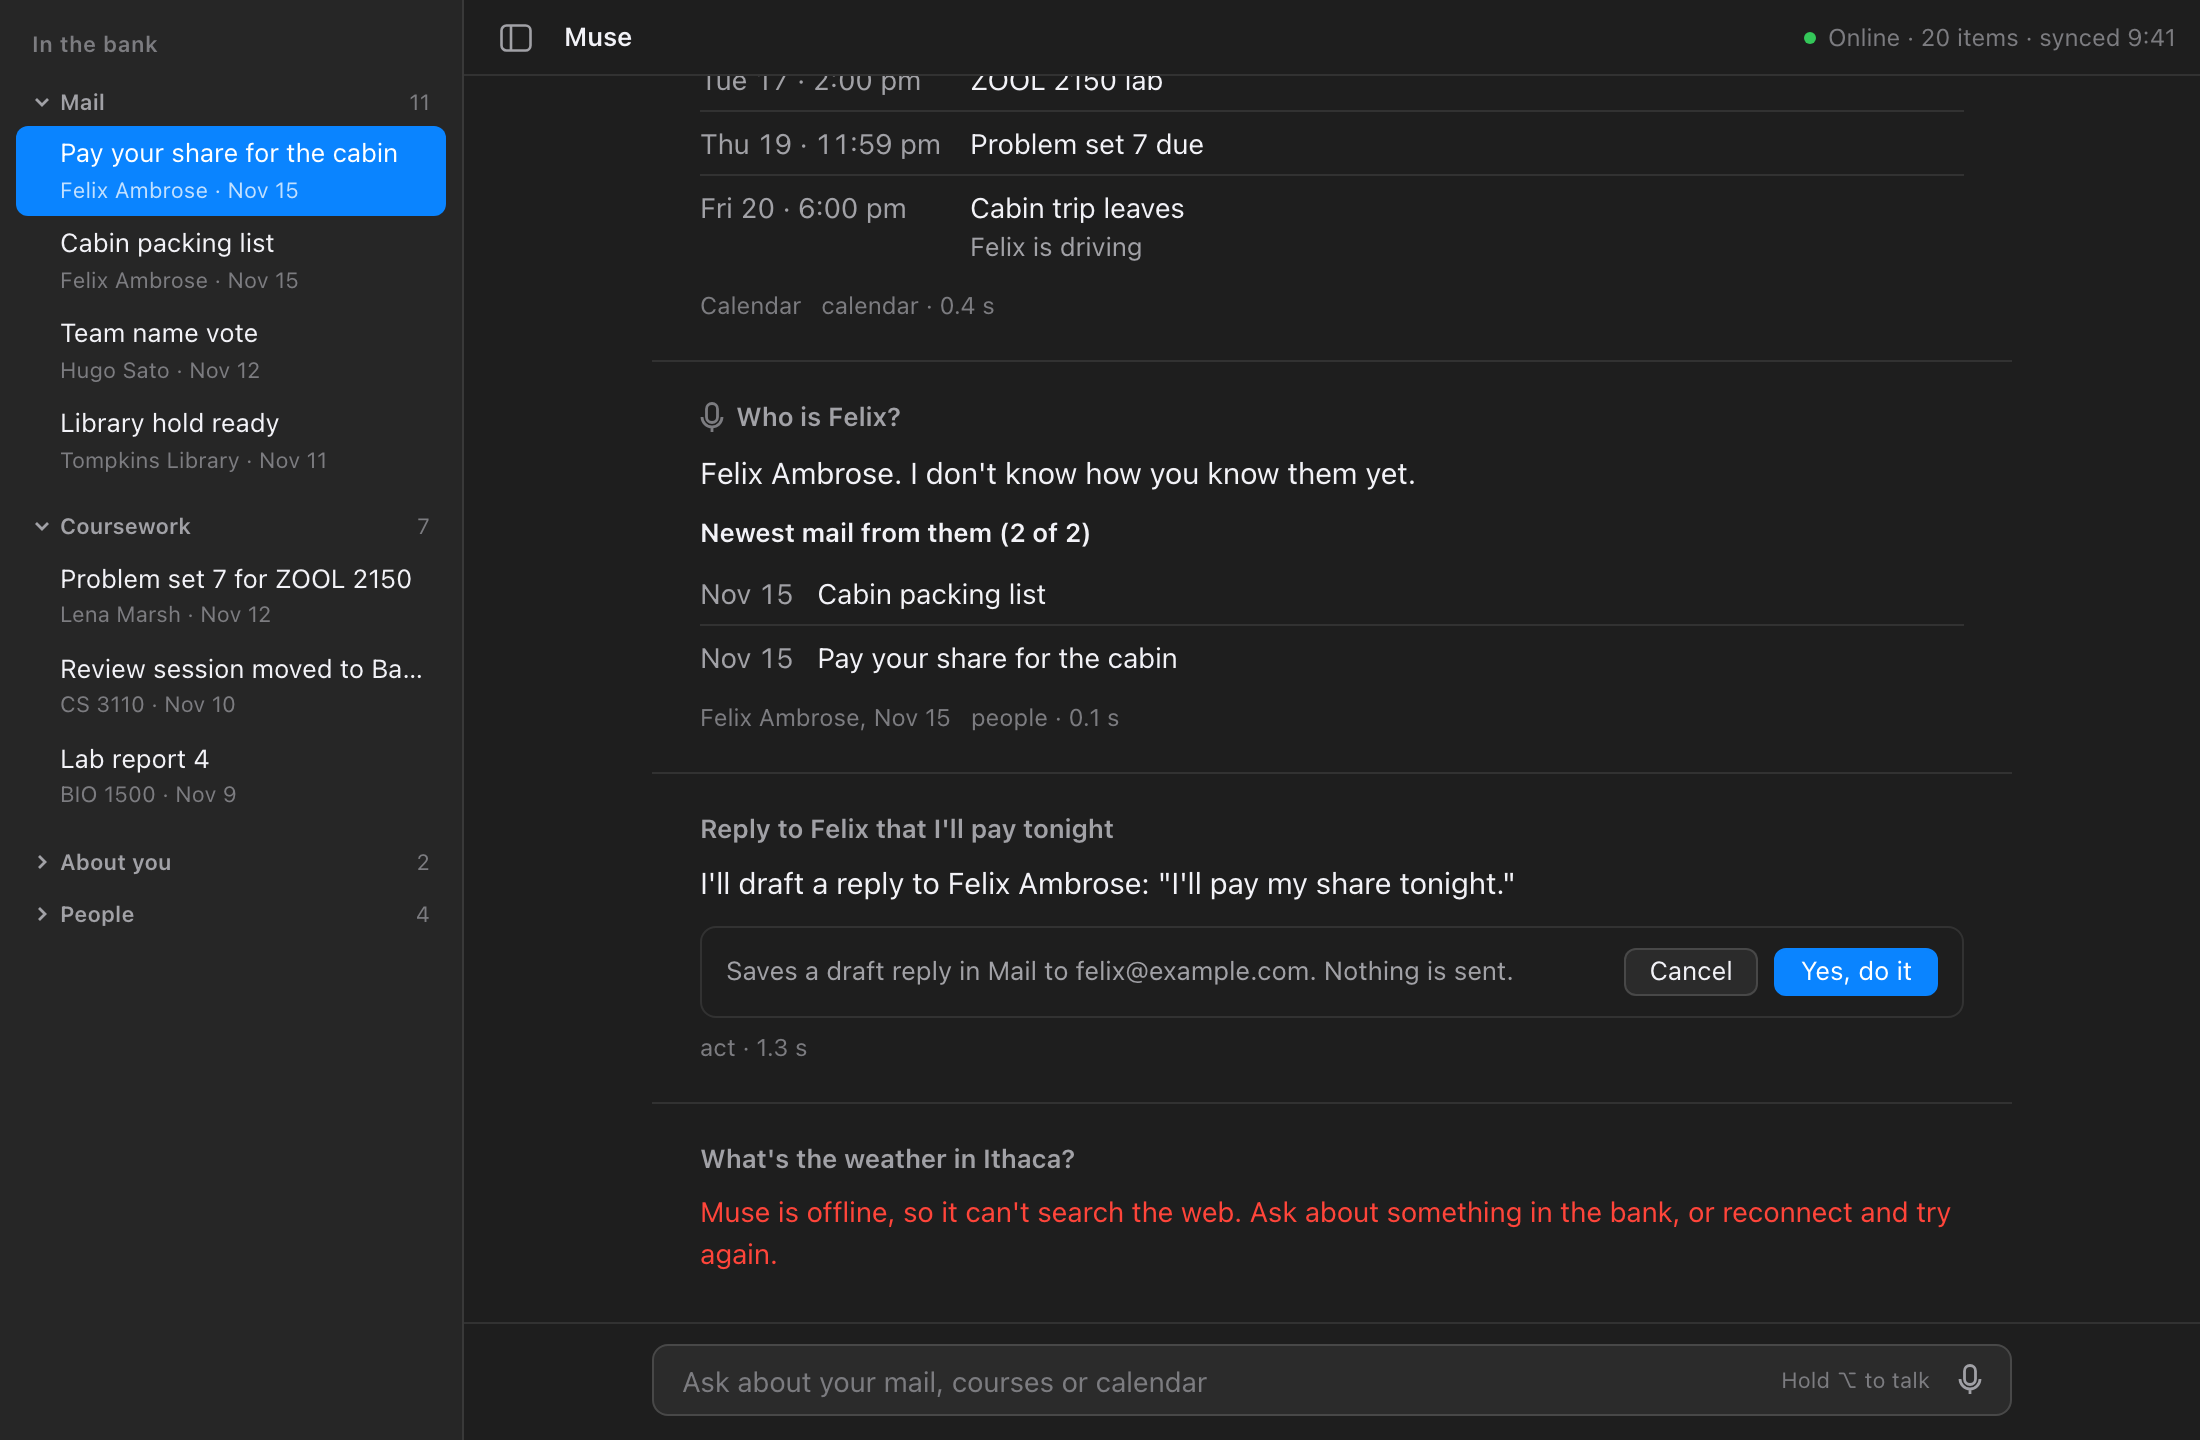 In the bank
Mail 11
Pay your share for the cabin
Felix Ambrose · Nov 15
Cabin packing list
Felix Ambrose · Nov 15
Team name vote
Hugo Sato · Nov 12
Library hold ready
Tompkins Library · Nov 11
Coursework 7
Problem set 7 for ZOOL 2150
Lena Marsh · Nov 12
Review session moved to Ba...
CS 3110 · Nov 10
Lab report 4
BIO 1500 · Nov 9
About you 2
People 4
Muse
Online · 20 items · synced 9:41
Tue 17 · 2:00 pm ZOOL 2150 lab
Thu 19 · 11:59 pm Problem set 7 due
Fri 20 · 6:00 pm Cabin trip leaves
Felix is driving
Calendar calendar · 0.4 s
Who is Felix?
Felix Ambrose. I don't know how you know them yet.
Newest mail from them (2 of 2)
Nov 15 Cabin packing list
Nov 15 Pay your share for the cabin
Felix Ambrose, Nov 15 people · 0.1 s
Reply to Felix that I'll pay tonight
I'll draft a reply to Felix Ambrose: "I'll pay my share tonight."
Saves a draft reply in Mail to felix@example.com. Nothing is sent. Cancel Yes, do it
act · 1.3 s
What's the weather in Ithaca?
Muse is offline, so it can't search the web. Ask about something in the bank, or reconnect and try
again.
Ask about your mail, courses or calendar Hold ⌥ to talk